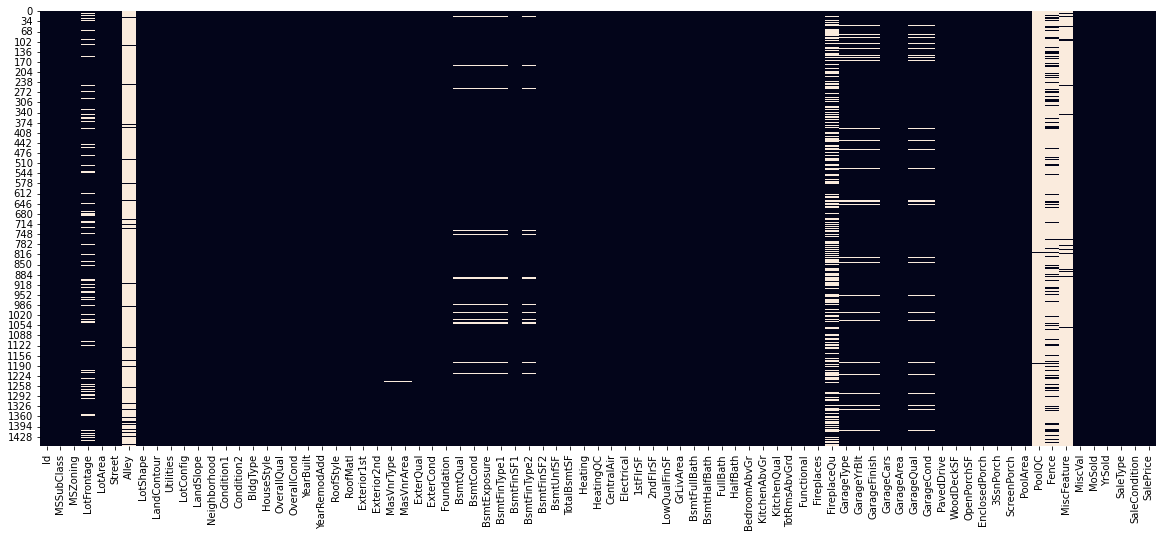 0
34
68
102
136
170
204
238
272
306
340
374
408
442
476
510
544
578
612
646
680
714
748
782
816
850
884
918
952
986
1020
1054
1088
1122
1156
1190
1224
1258
1292
1326
1360
1394
1428
Id
MSSubClass
MSZoning
LotFrontage
LotArea
Street
Alley
LotShape
LandContour
Utilities
LotConfig
LandSlope
Neighborhood
Condition1
Condition2
BldgType
HouseStyle
OverallQual
OverallCond
YearBuilt
YearRemodAdd
RoofStyle
RoofMatl
Exterior1st
Exterior2nd
MasVnrType
MasVnrArea
ExterQual
ExterCond
Foundation
BsmtQual
BsmtCond
BsmtExposure
BsmtFinType1
BsmtFinSF1
BsmtFinType2
BsmtFinSF2
BsmtUnfSF
TotalBsmtSF
Heating
HeatingQC
CentralAir
Electrical
1stFlrSF
2ndFlrSF
LowQualFinSF
GrLivArea
BsmtFullBath
BsmtHalfBath
FullBath
HalfBath
BedroomAbvGr
KitchenAbvGr
KitchenQual
TotRmsAbvGrd
Functional
Fireplaces
FireplaceQu
GarageType
GarageYrBlt
GarageFinish
GarageCars
GarageArea
GarageQual
GarageCond
PavedDrive
WoodDeckSF
OpenPorchSF
EnclosedPorch
3SsnPorch
ScreenPorch
PoolArea
PoolQC
Fence
MiscFeature
MiscVal
MoSold
YrSold
SaleType
SaleCondition
SalePrice